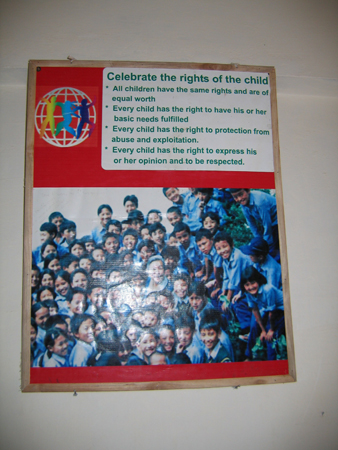 Celebrate the rights of the child
* All children have the same rights and are of
equal worth
* Every child has the right to have his or her
basic needs fulfilled
* Every child has the right to protection from
abuse and exploitation.
* Every child has the right to express his
or her opinion and to be respected.